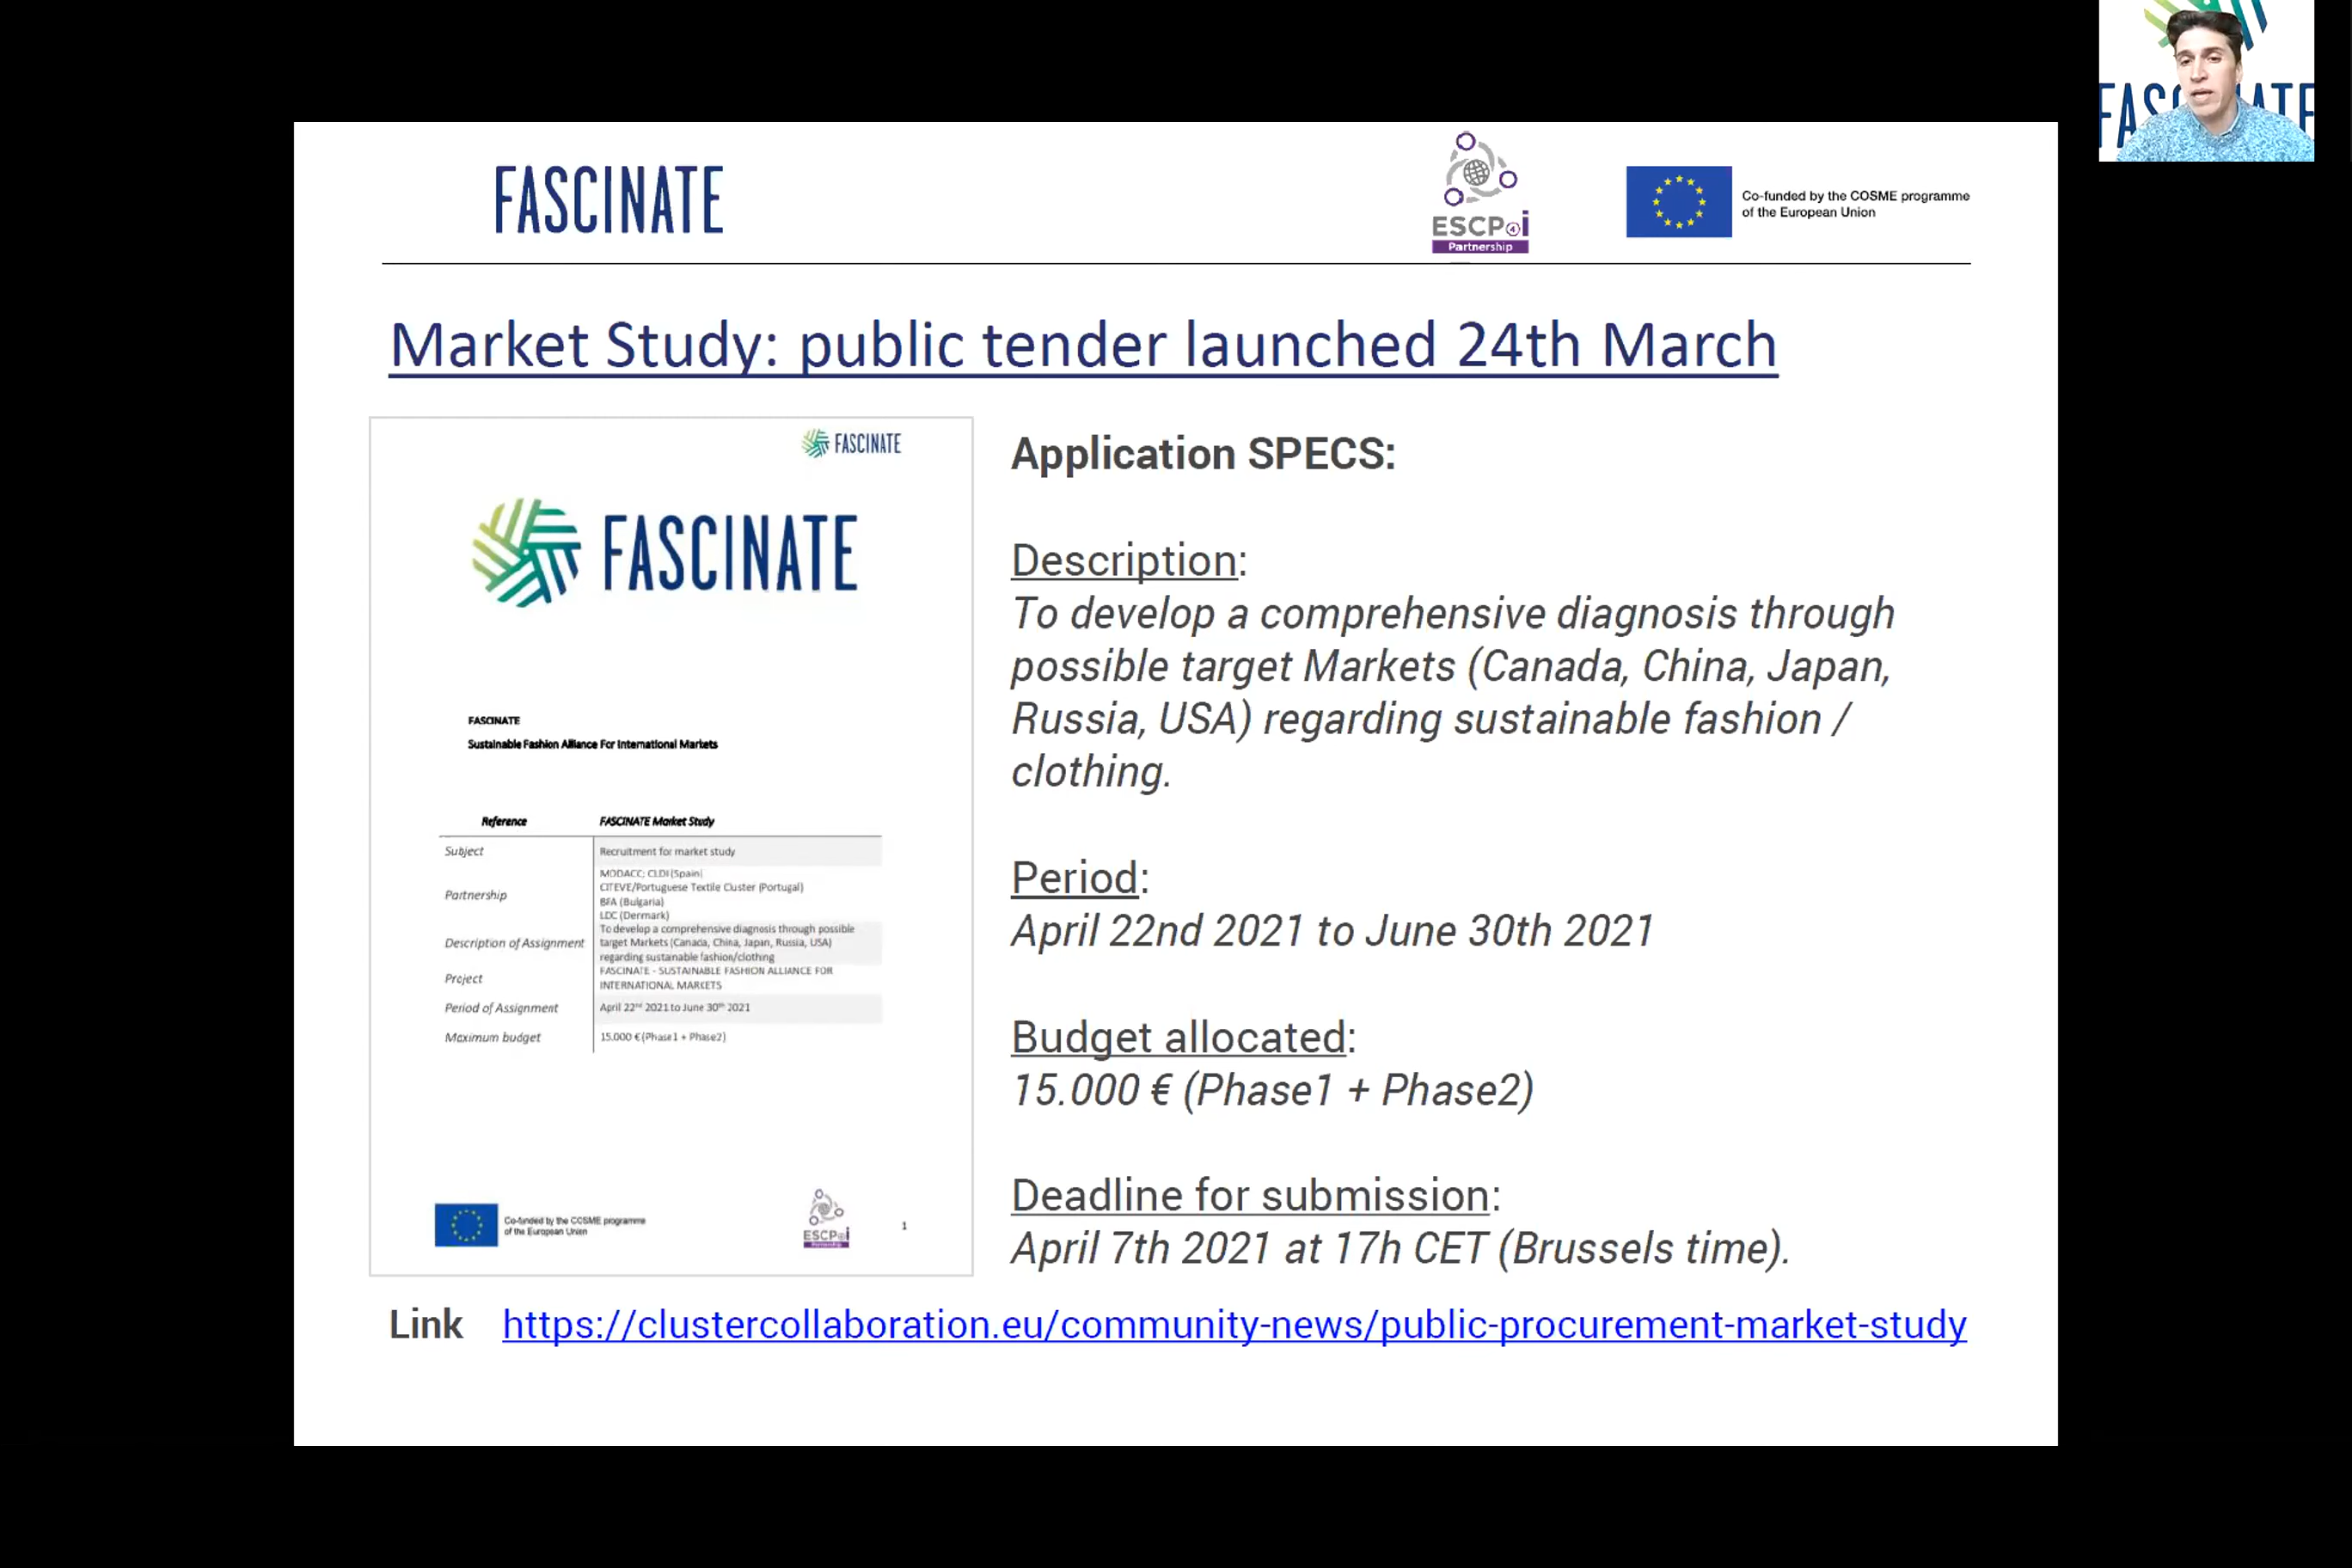 FASCINATE
ESCP4i
Partnership
Co-funded by the COSME programme
of the European Union
Market Study: public tender launched 24th March
FASCINATE
FASCINATE
FASCINATE
Sustainable Fashion Alliance For International Markets
Reference FASCINATE Market Study
Subject Recruitment for market study
Partnership
MODACC; CLDI (Spain)
CITEVE/Portuguese Textile Cluster (Portugal)
BFA (Bulgaria)
LDC (Denmark)
Description of Assignment
To develop a comprehensive diagnosis through possible
target Markets (Canada, China, Japan, Russia, USA)
regarding sustainable fashion/clothing
Project
FASCINATE - SUSTAINABLE FASHION ALLIANCE FOR
INTERNATIONAL MARKETS
Period of Assignment April 22nd 2021 to June 30th 2021
Maximum budget 15.000 € (Phase1 + Phase2)
Co-funded by the COSME programme
of the European Union
ESCP4i
Partnership
1
Application SPECS:
Description:
To develop a comprehensive diagnosis through
possible target Markets (Canada, China, Japan,
Russia, USA) regarding sustainable fashion /
clothing.
Period:
April 22nd 2021 to June 30th 2021
Budget allocated:
15.000 € (Phase1 + Phase2)
Deadline for submission:
April 7th 2021 at 17h CET (Brussels time).
Link https://clustercollaboration.eu/community-news/public-procurement-market-study